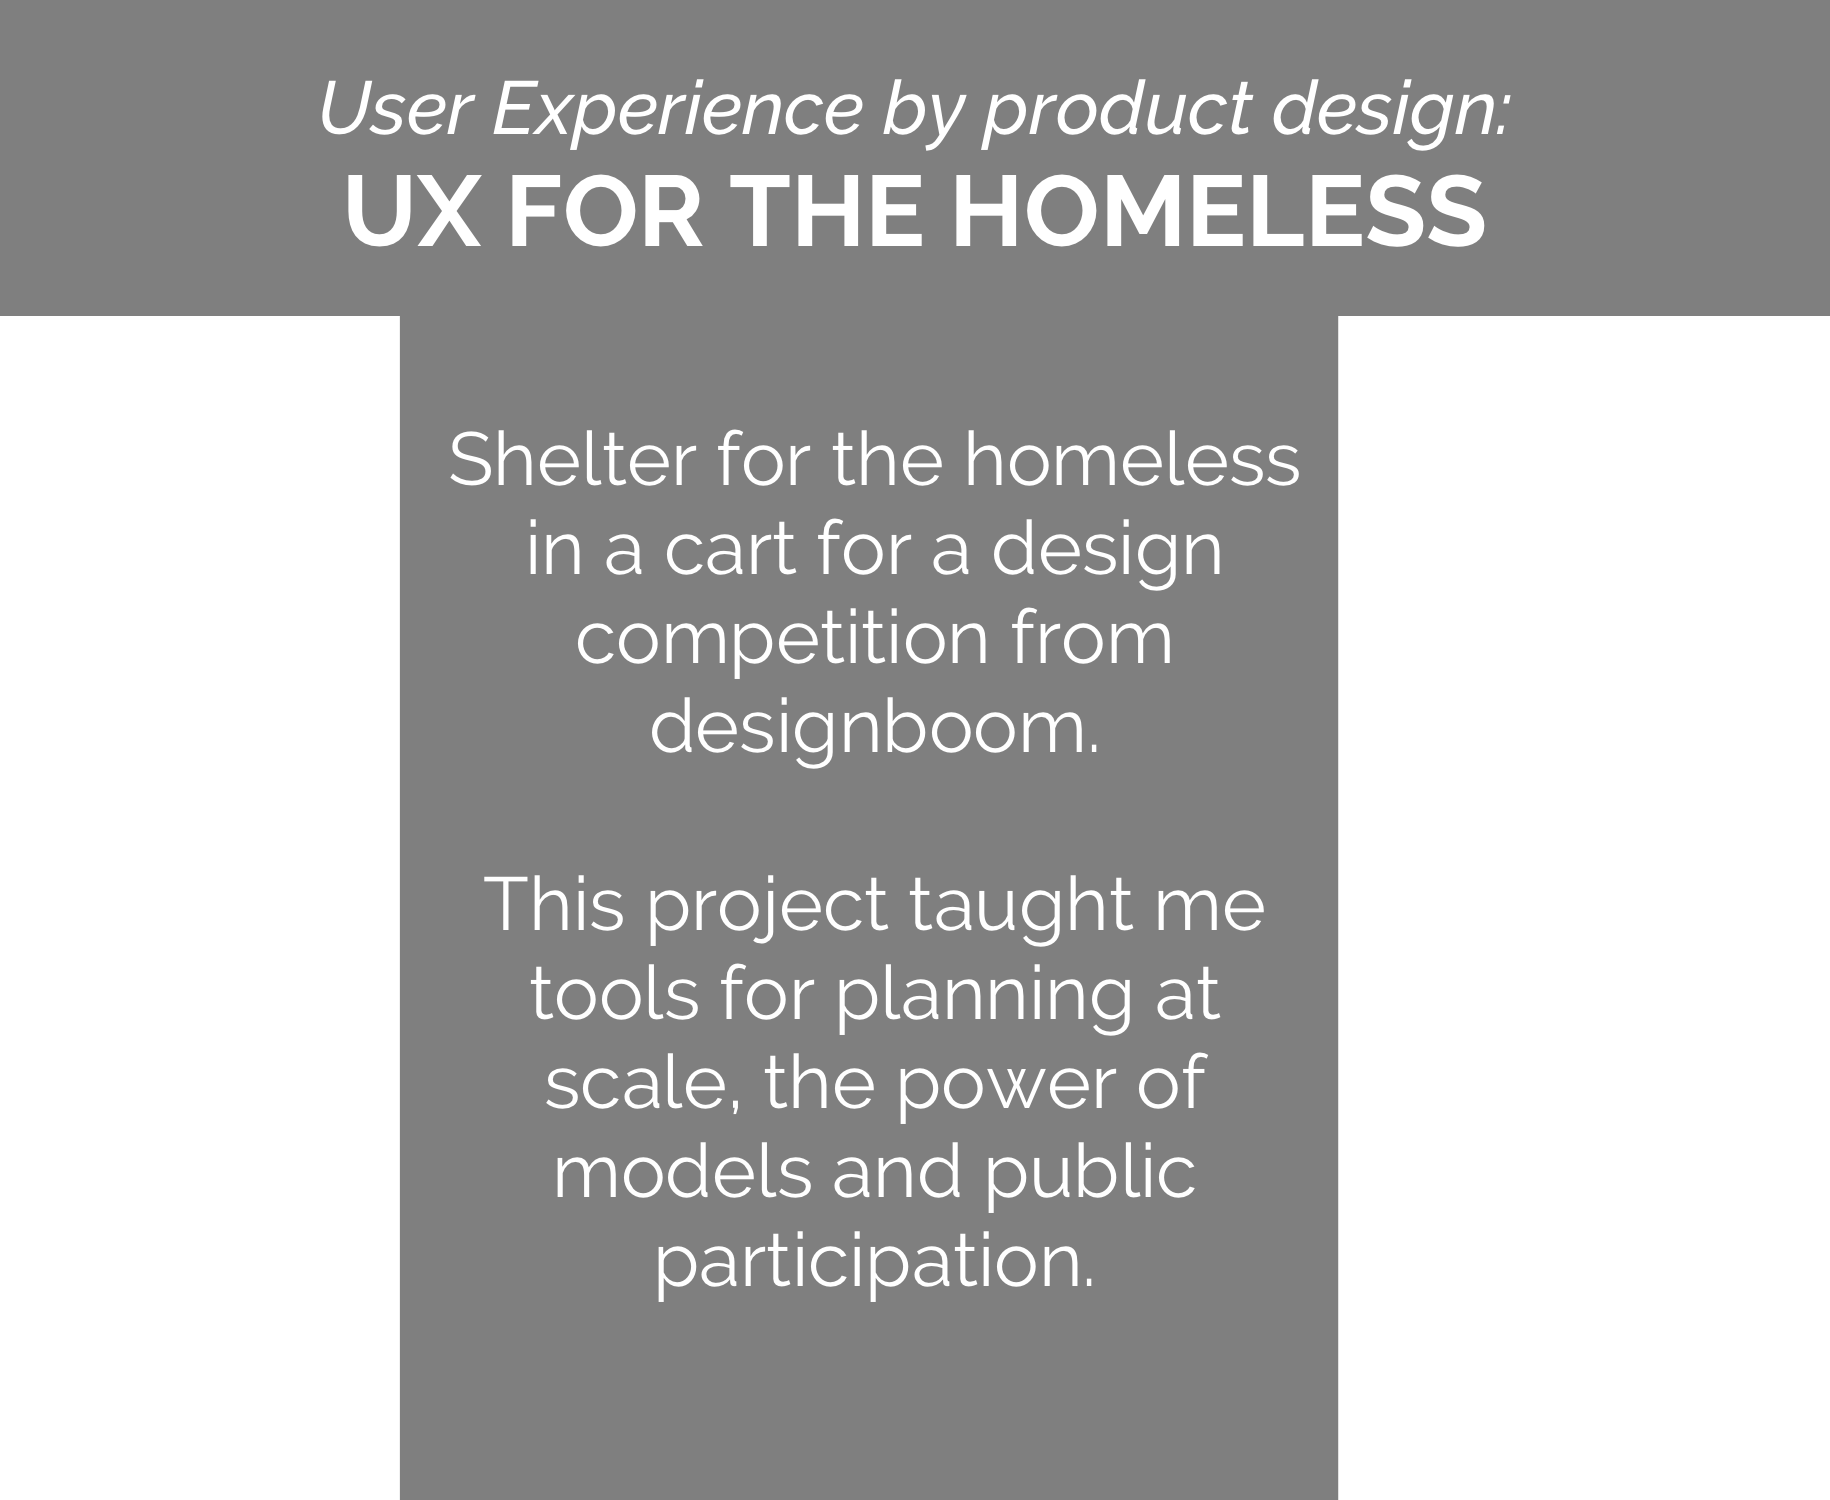 User Experience by product design:
UX FOR THE HOMELESS
Shelter for the homeless
in a cart for a design
competition from
designboom.
This project taught me
tools for planning at
scale, the power of
models and public
participation.